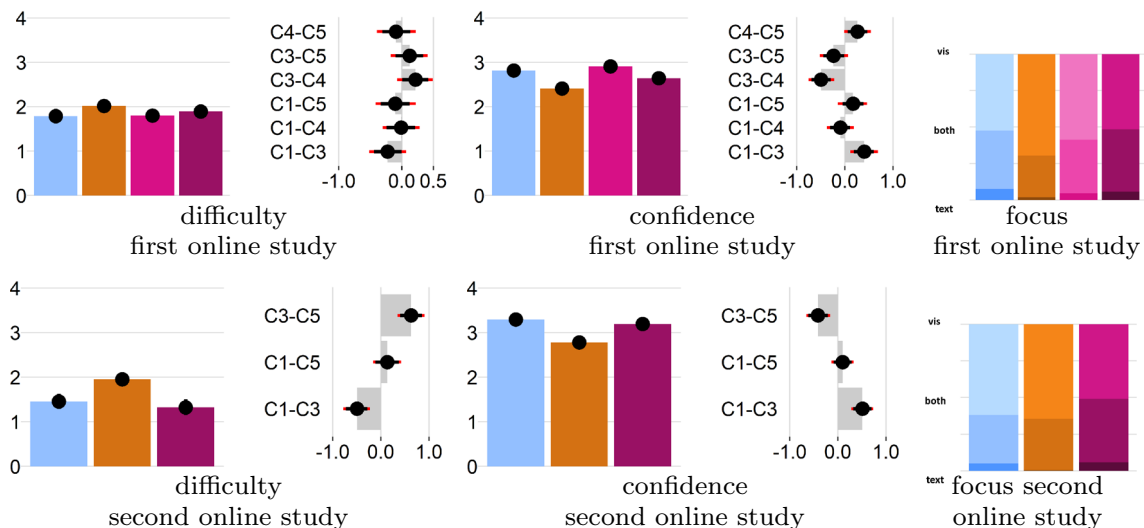 4
3
2
1
0
C4-C5
C3-C5
C3-C4
C1-C5
C1-C4
C1-C3
-1.0 0.0 0.5
difficulty
first online study
4
3
2
1
0
C4-C5
C3-C5
C3-C4
C1-C5
C1-C4
C1-C3
-1.0 0.0 1.0
confidence
first online study
vis
both
text
focus
first online study
4
3
2
1
0
C3-C5
C1-C5
C1-C3
-1.0 0.0 1.0
difficulty
second online study
4
3
2
1
0
C3-C5
C1-C5
C1-C3
-1.0 0.0 1.0
confidence
second online study
vis
both
text
focus second
online study